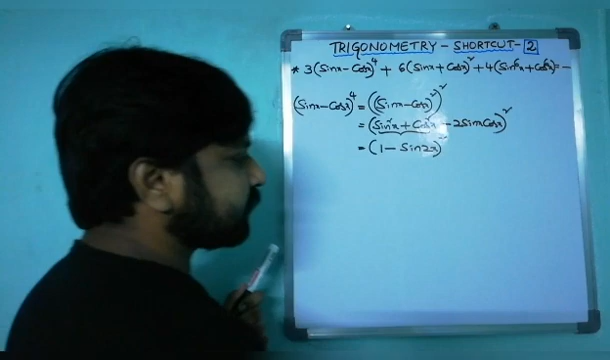 TRIGONOMETRY - SHORTCUT - 2
* 3(Sinx - Cosx)⁴ + 6(Sinx + Cosx)² + 4(Sin⁶x + Cos⁶x) = -
(Sinx - Cosx)⁴ = ((Sinx - Cosx)²)²
= (Sin²x + Cos²x - 2SinxCosx)²
= (1 - Sin2x)²